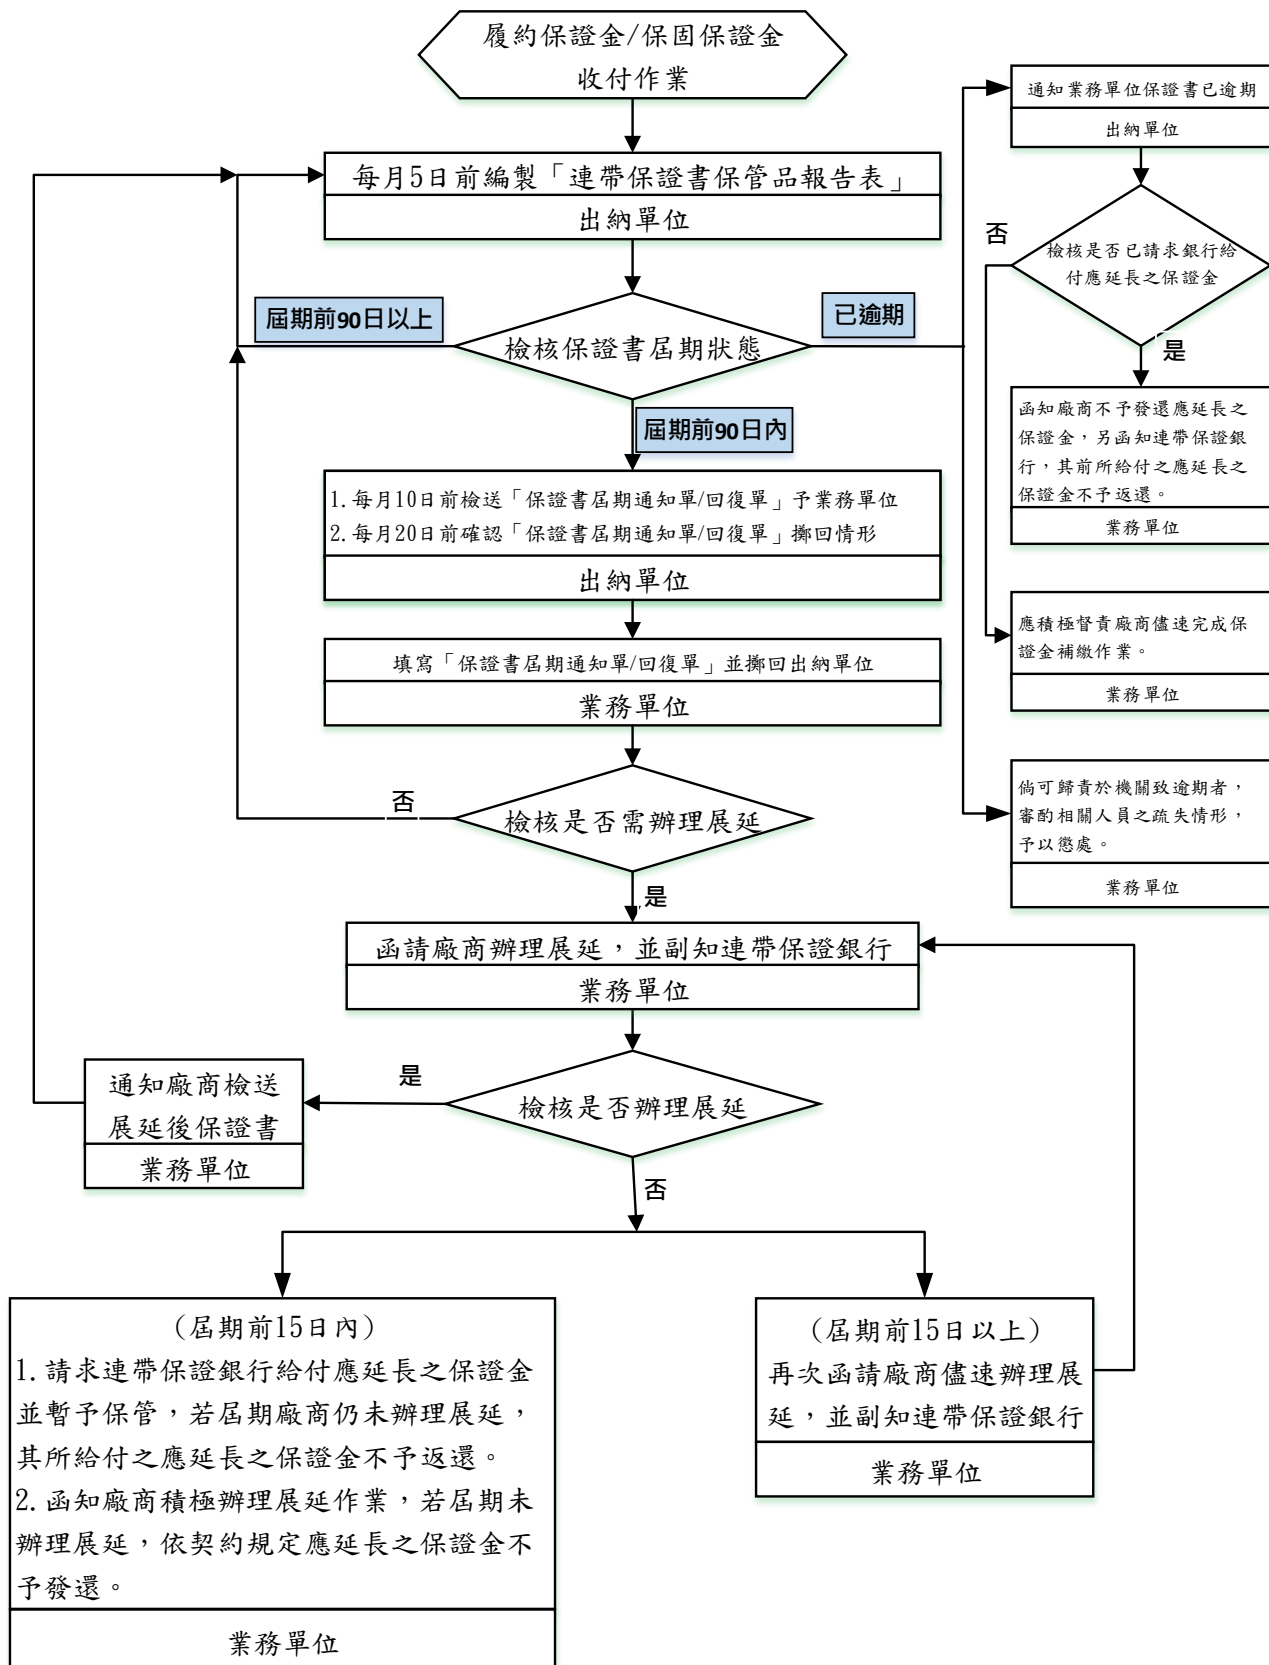 履約保證金/保固保證金
收付作業
每月5日前編製「連帶保證書保管品報告表」
出納單位
屆期前90日以上
檢核保證書屆期狀態
已逾期
屆期前90日內
1.每月10日前檢送「保證書屆期通知單/回復單」予業務單位
2.每月20日前確認「保證書屆期通知單/回復單」擲回情形
出納單位
填寫「保證書屆期通知單/回復單」並擲回出納單位
業務單位
否
檢核是否需辦理展延
是
函請廠商辦理展延，並副知連帶保證銀行
業務單位
檢核是否辦理展延
是
通知廠商檢送
展延後保證書
業務單位
否
(屆期前15日內)
1.請求連帶保證銀行給付應延長之保證金
並暫予保管，若屆期廠商仍未辦理展延，
其所給付之應延長之保證金不予返還。
2.函知廠商積極辦理展延作業，若屆期未
辦理展延，依契約規定應延長之保證金不
予發還。
業務單位
(屆期前15日以上)
再次函請廠商儘速辦理展
延，並副知連帶保證銀行
業務單位
通知業務單位保證書已逾期
出納單位
否
檢核是否已請求銀行給
付應延長之保證金
是
函知廠商不予發還應延長之
保證金，另函知連帶保證銀
行，其前所給付之應延長之
保證金不予返還。
業務單位
應積極督責廠商儘速完成保
證金補繳作業。
業務單位
倘可歸責於機關致逾期者，
審酌相關人員之疏失情形，
予以懲處。
業務單位